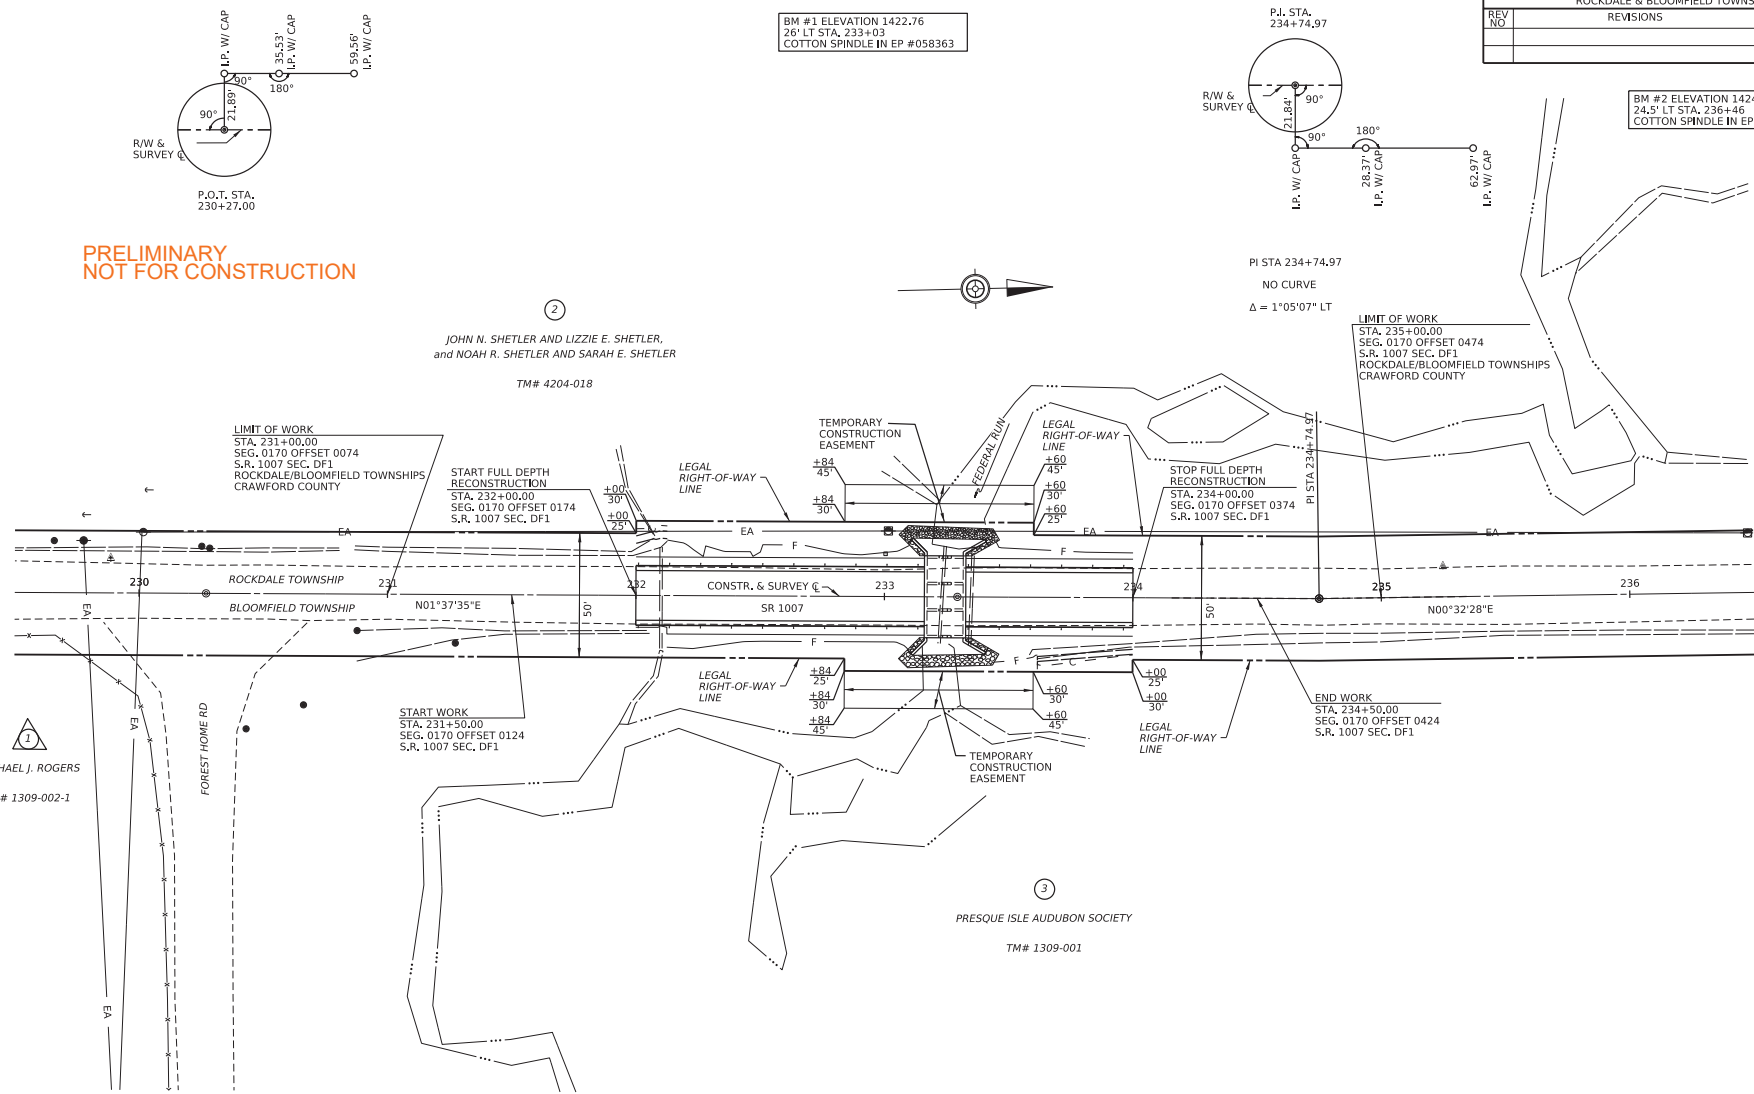 ROCKDALE & BLOOMFIELD TOWNS
REV
NO
REVISIONS
BM #1 ELEVATION 1422.76
26' LT STA. 233+03
COTTON SPINDLE IN EP #058363
BM #2 ELEVATION 1424
24.5' LT STA. 236+46
COTTON SPINDLE IN EP
I.P. W/ CAP
35.53'
I.P. W/ CAP
59.56'
I.P. W/ CAP
90°
180°
21.89'
90°
R/W &
SURVEY ℄
P.O.T. STA.
230+27.00
P.I. STA.
234+74.97
R/W &
SURVEY ℄
21.84'
90°
90°
180°
I.P. W/ CAP
28.37'
I.P. W/ CAP
62.97'
I.P. W/ CAP
PRELIMINARY
NOT FOR CONSTRUCTION
PI STA 234+74.97
NO CURVE
Δ = 1°05'07" LT
2
JOHN N. SHETLER AND LIZZIE E. SHETLER,
and NOAH R. SHETLER AND SARAH E. SHETLER
TM# 4204-018
LIMIT OF WORK
STA. 235+00.00
SEG. 0170 OFFSET 0474
S.R. 1007 SEC. DF1
ROCKDALE/BLOOMFIELD TOWNSHIPS
CRAWFORD COUNTY
LIMIT OF WORK
STA. 231+00.00
SEG. 0170 OFFSET 0074
S.R. 1007 SEC. DF1
ROCKDALE/BLOOMFIELD TOWNSHIPS
CRAWFORD COUNTY
START FULL DEPTH
RECONSTRUCTION
STA. 232+00.00
SEG. 0170 OFFSET 0174
S.R. 1007 SEC. DF1
+00
30'
+00
25'
LEGAL
RIGHT-OF-WAY
LINE
TEMPORARY
CONSTRUCTION
EASEMENT
+84
45'
+84
30'
FEDERAL RUN
LEGAL
RIGHT-OF-WAY
LINE
+60
45'
+60
30'
+60
25'
STOP FULL DEPTH
RECONSTRUCTION
STA. 234+00.00
SEG. 0170 OFFSET 0374
S.R. 1007 SEC. DF1
PI STA 234+74.97
EA
EA
EA
EA
F
F
230
ROCKDALE TOWNSHIP
231
232
CONSTR. & SURVEY ℄
233
234
235
236
BLOOMFIELD TOWNSHIP
N01°37'35"E
50'
SR 1007
50'
N00°32'28"E
EA
EA
EA
F
F
C
FOREST HOME RD
LEGAL
RIGHT-OF-WAY
LINE
+84
25'
+84
30'
+84
45'
+60
30'
+60
45'
+00
25'
+00
30'
LEGAL
RIGHT-OF-WAY
LINE
START WORK
STA. 231+50.00
SEG. 0170 OFFSET 0124
S.R. 1007 SEC. DF1
END WORK
STA. 234+50.00
SEG. 0170 OFFSET 0424
S.R. 1007 SEC. DF1
TEMPORARY
CONSTRUCTION
EASEMENT
1
HAEL J. ROGERS
# 1309-002-1
3
PRESQUE ISLE AUDUBON SOCIETY
TM# 1309-001